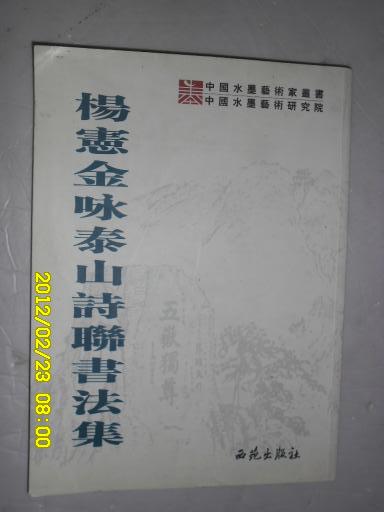 中國水墨藝術家叢書
中國水墨藝術研究院
楊憲金咏泰山詩聯書法集
五嶽獨尊
西苑出版社
2012/02/23 08:00